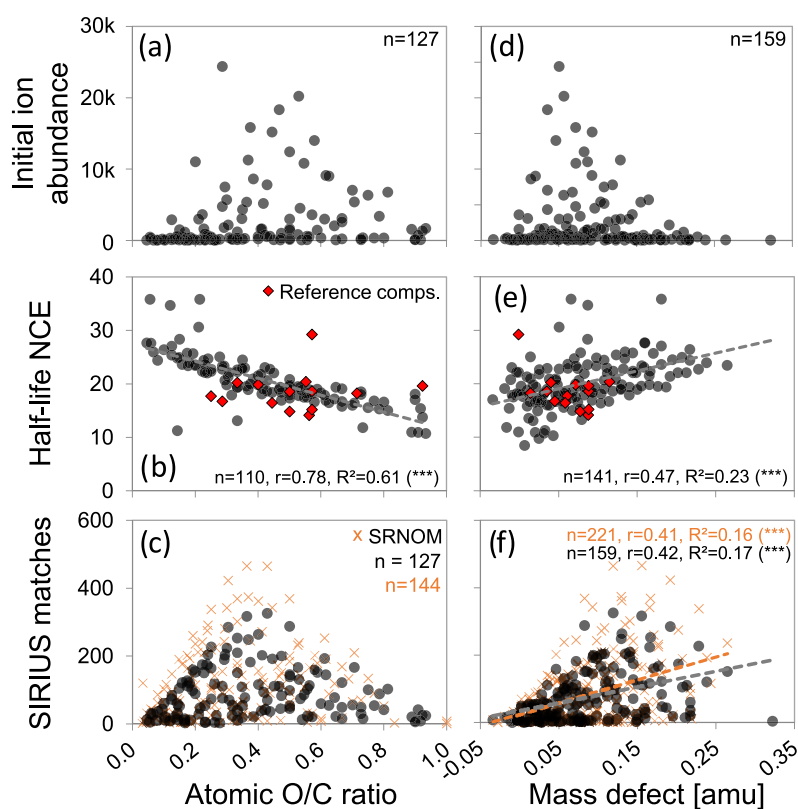 (a)
n=127
30k
20k
10k
0
Initial ion
abundance
(d)
n=159
40
30
20
10
0
Half-life NCE
Reference comps.
(b)
n=110, r=0.78, R²=0.61 (***)
(e)
n=141, r=0.47, R²=0.23 (***)
600
400
200
0
SIRIUS matches
(c)
× SRNOM
n = 127
n=144
(f)
n=221, r=0.41, R²=0.16 (***)
n=159, r=0.42, R²=0.17 (***)
0.0
0.2
0.4
0.6
0.8
1.0
Atomic O/C ratio
-0.05
0.05
0.15
0.25
0.35
Mass defect [amu]